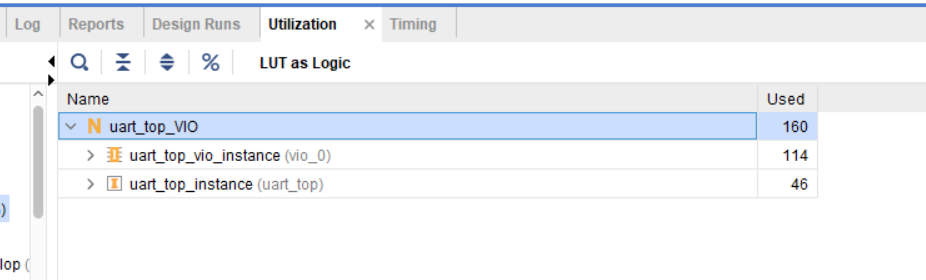 Log Reports Design Runs Utilization × Timing
% LUT as Logic
Name Used
N uart_top_VIO 160
uart_top_vio_instance (vio_0) 114
I uart_top_instance (uart_top) 46
)
lop (